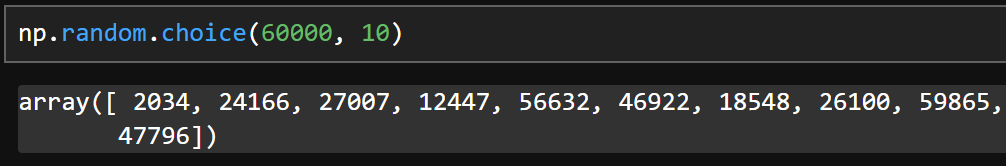 np.random.choice(60000, 10)
array([ 2034, 24166, 27007, 12447, 56632, 46922, 18548, 26100, 59865,
47796])